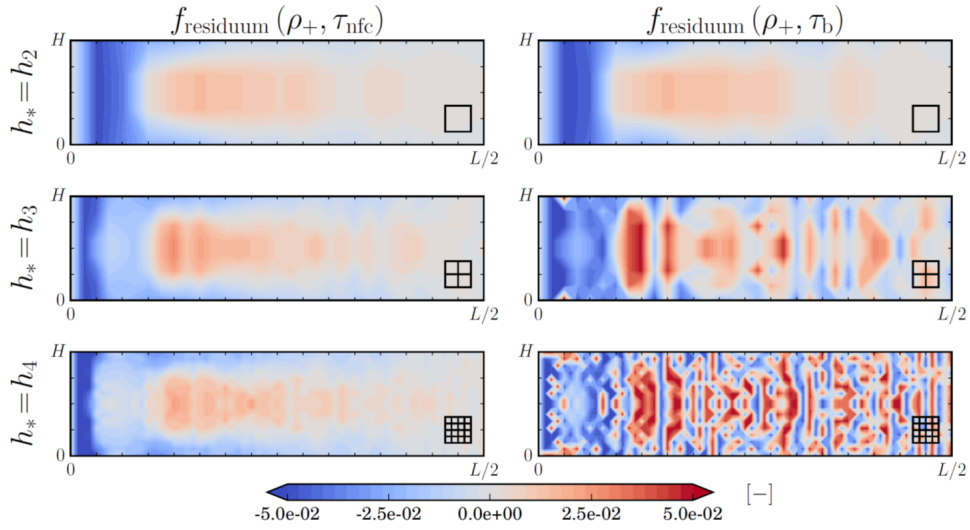 f_residuum (ρ₊, τ_nfc) f_residuum (ρ₊, τ_b)
H H
h_* = h_2
0 0
0 L/2 0 L/2
H H
h_* = h_3
0 0
0 L/2 0 L/2
H H
h_* = h_4
0 0
0 L/2 0 L/2
-5.0e-02 -2.5e-02 0.0e+00 2.5e-02 5.0e-02 [−]